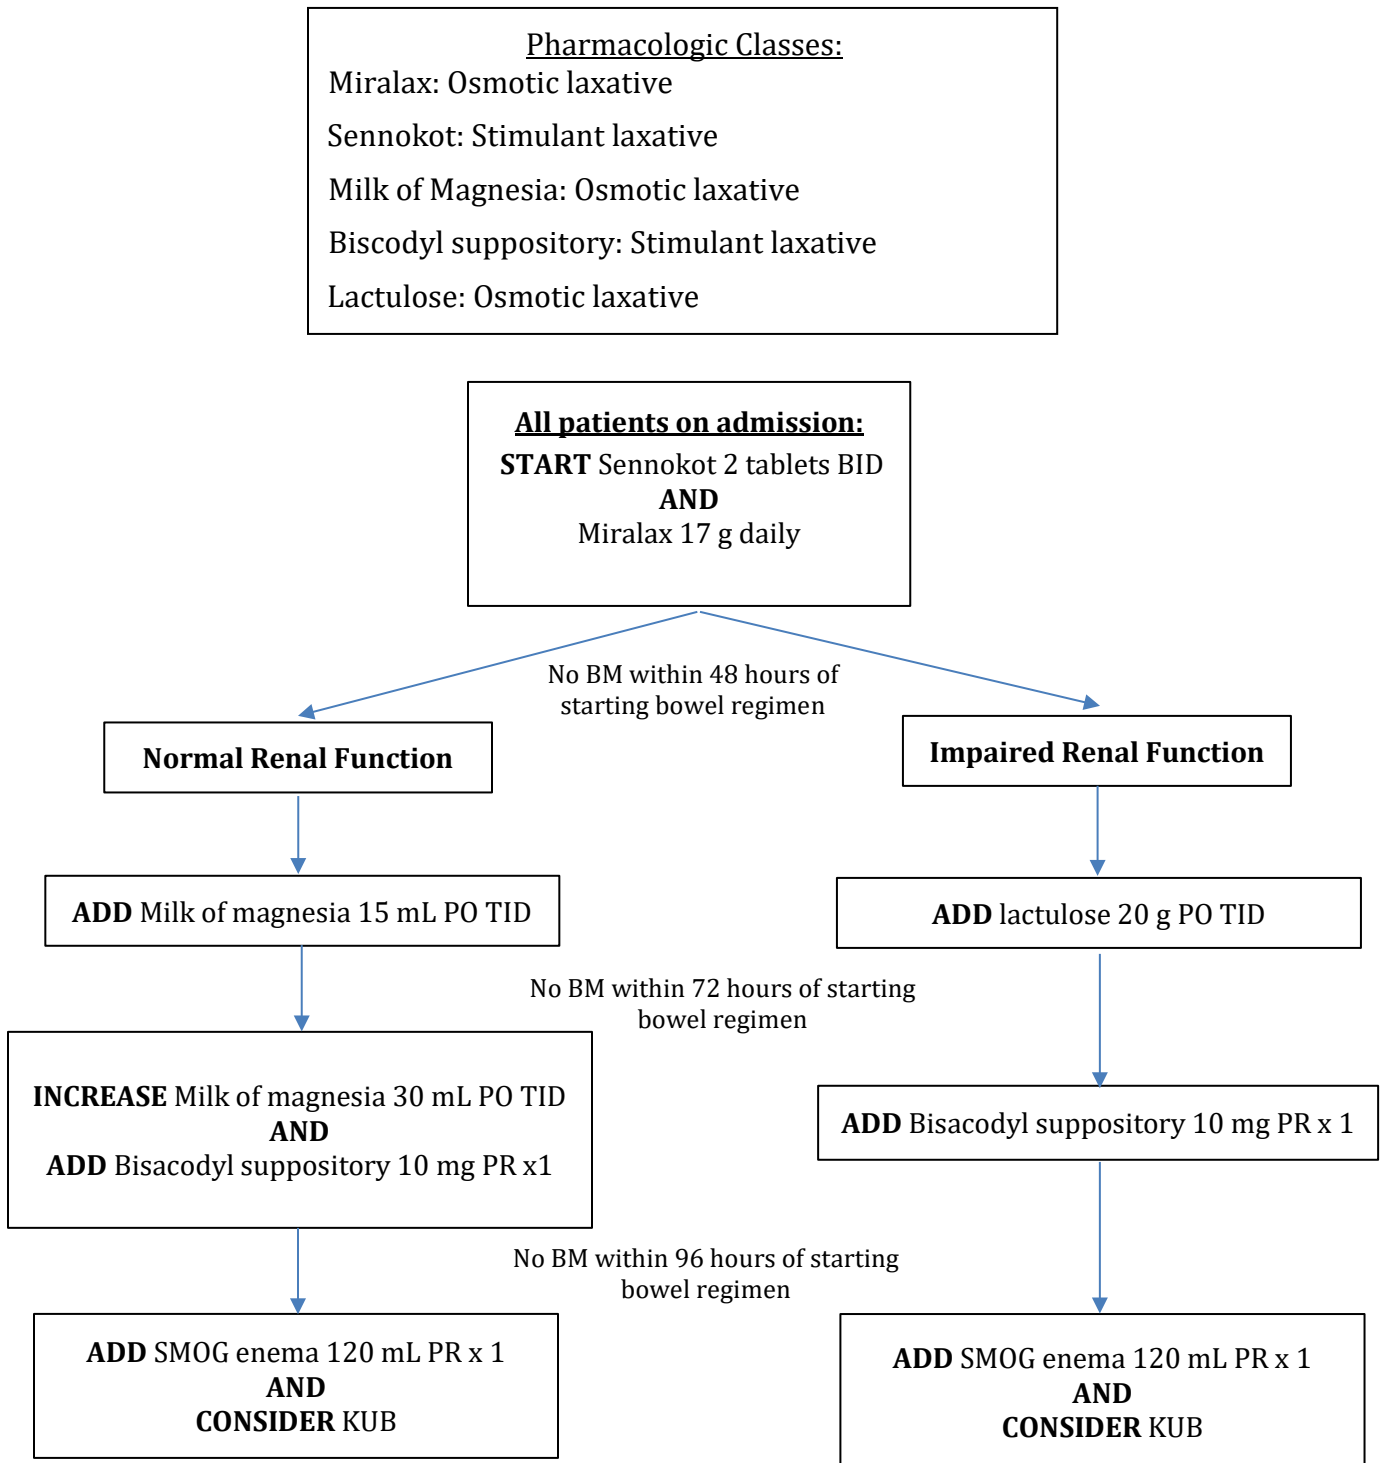 Pharmacologic Classes:
Miralax: Osmotic laxative
Sennokot: Stimulant laxative
Milk of Magnesia: Osmotic laxative
Biscodyl suppository: Stimulant laxative
Lactulose: Osmotic laxative
All patients on admission:
START Sennokot 2 tablets BID
AND
Miralax 17 g daily
No BM within 48 hours of
starting bowel regimen
Normal Renal Function
Impaired Renal Function
ADD Milk of magnesia 15 mL PO TID
ADD lactulose 20 g PO TID
No BM within 72 hours of starting
bowel regimen
INCREASE Milk of magnesia 30 mL PO TID
AND
ADD Bisacodyl suppository 10 mg PR x1
ADD Bisacodyl suppository 10 mg PR x 1
No BM within 96 hours of starting
bowel regimen
ADD SMOG enema 120 mL PR x 1
AND
CONSIDER KUB
ADD SMOG enema 120 mL PR x 1
AND
CONSIDER KUB